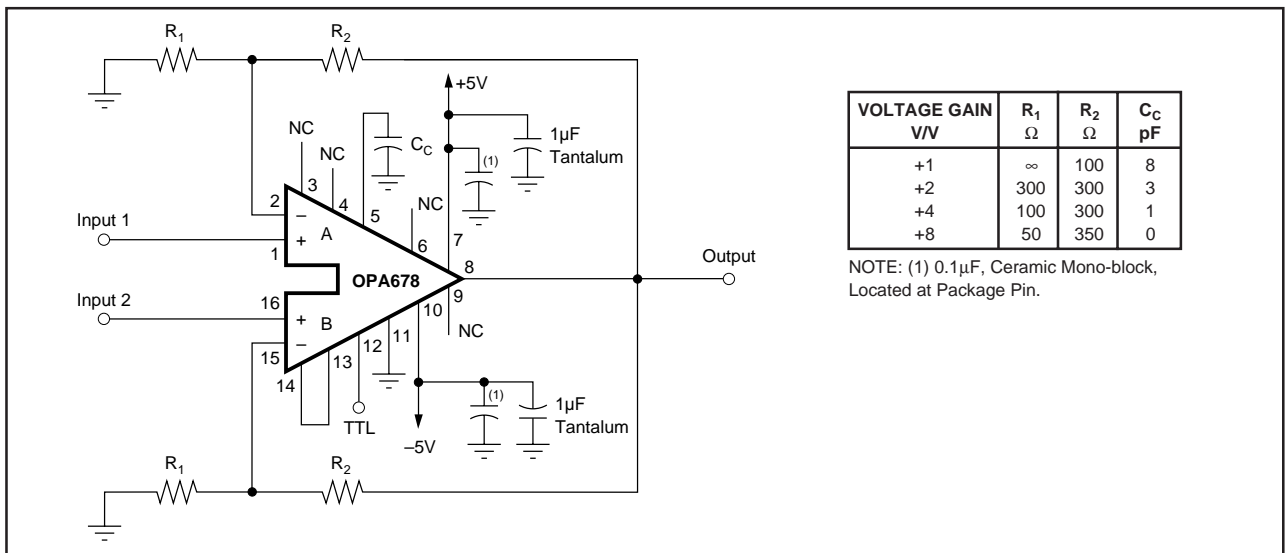 R1
R2
+5V
NC
NC
CC
(1)
1µF
Tantalum
3
4
5
2
–
NC
Input 1
A
+
1
6
7
Output
OPA678
8
Input 2
16
+
B
9
10
NC
–
15
11
12
13
14
TTL
(1)
1µF
Tantalum
–5V
R1
R2
VOLTAGE GAIN V/V R1 Ω R2 Ω CC pF
+1 ∞ 100 8
+2 300 300 3
+4 100 300 1
+8 50 350 0
NOTE: (1) 0.1µF, Ceramic Mono-block,
Located at Package Pin.